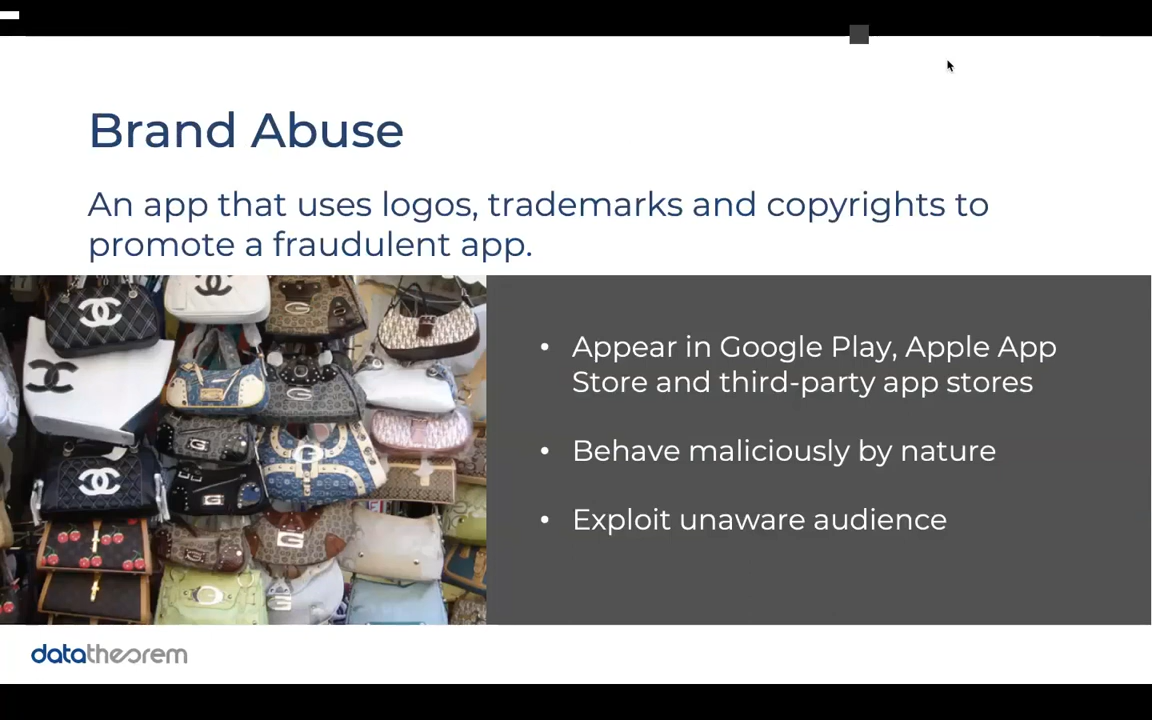 Brand Abuse
An app that uses logos, trademarks and copyrights to
promote a fraudulent app.
• Appear in Google Play, Apple App
Store and third-party app stores
• Behave maliciously by nature
• Exploit unaware audience
datatheorem